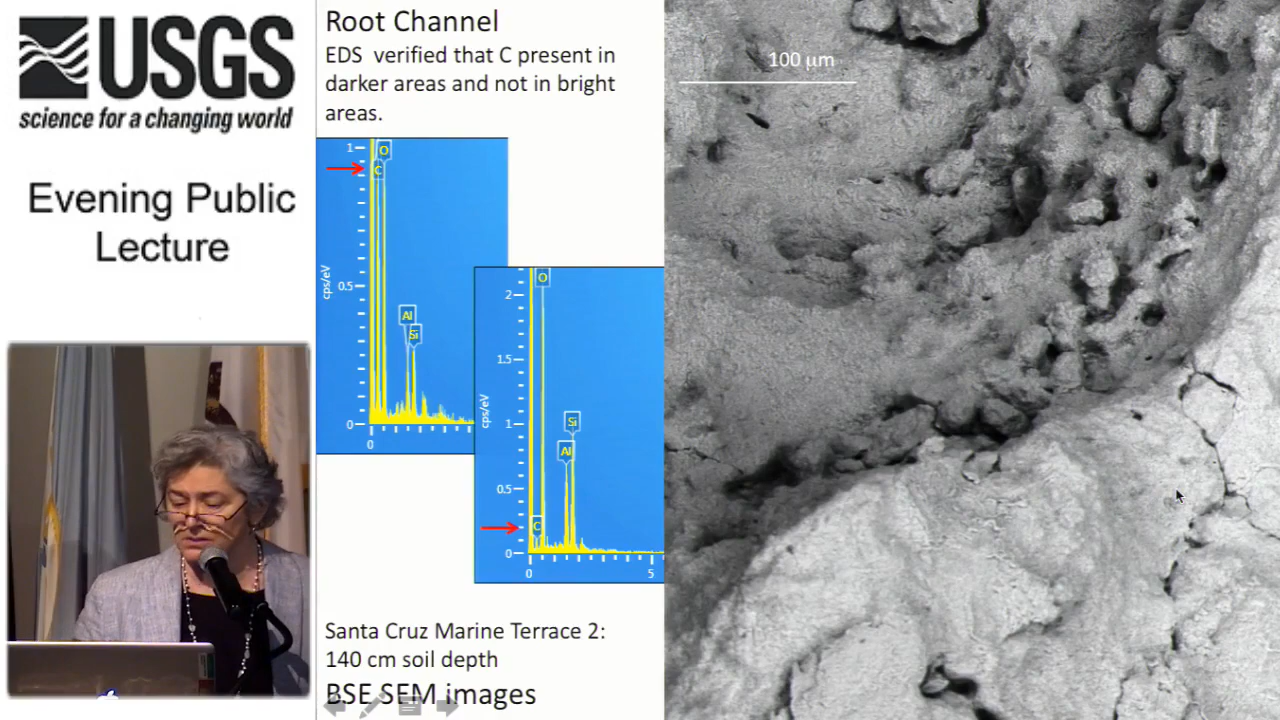 USGS
science for a changing world
Evening Public
Lecture
Root Channel
EDS verified that C present in
darker areas and not in bright
areas.
1
O
C
0.5
cps/eV
Al
Si
0
0
2
O
1.5
cps/eV
1
Si
Al
0.5
C
0
0
5
Santa Cruz Marine Terrace 2:
140 cm soil depth
BSE SEM images
100 µm